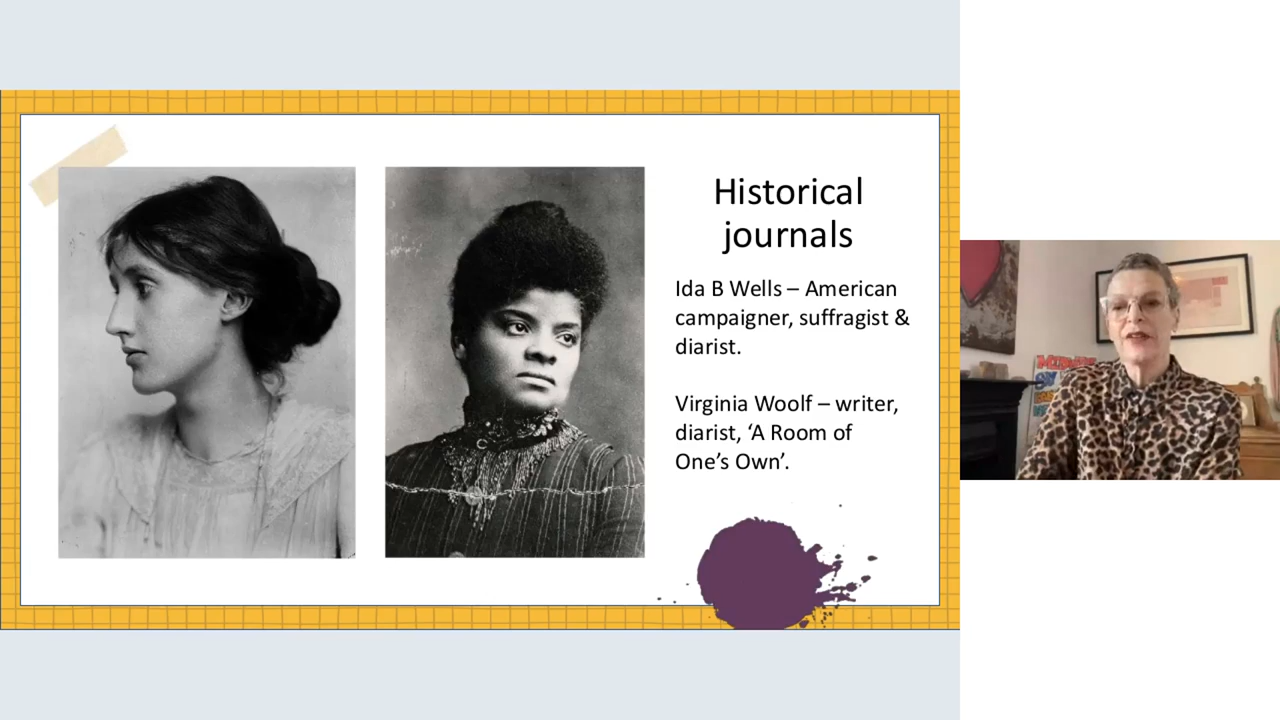 Historical
journals
Ida B Wells – American
campaigner, suffragist &
diarist.
Virginia Woolf – writer,
diarist, ‘A Room of
One’s Own’.